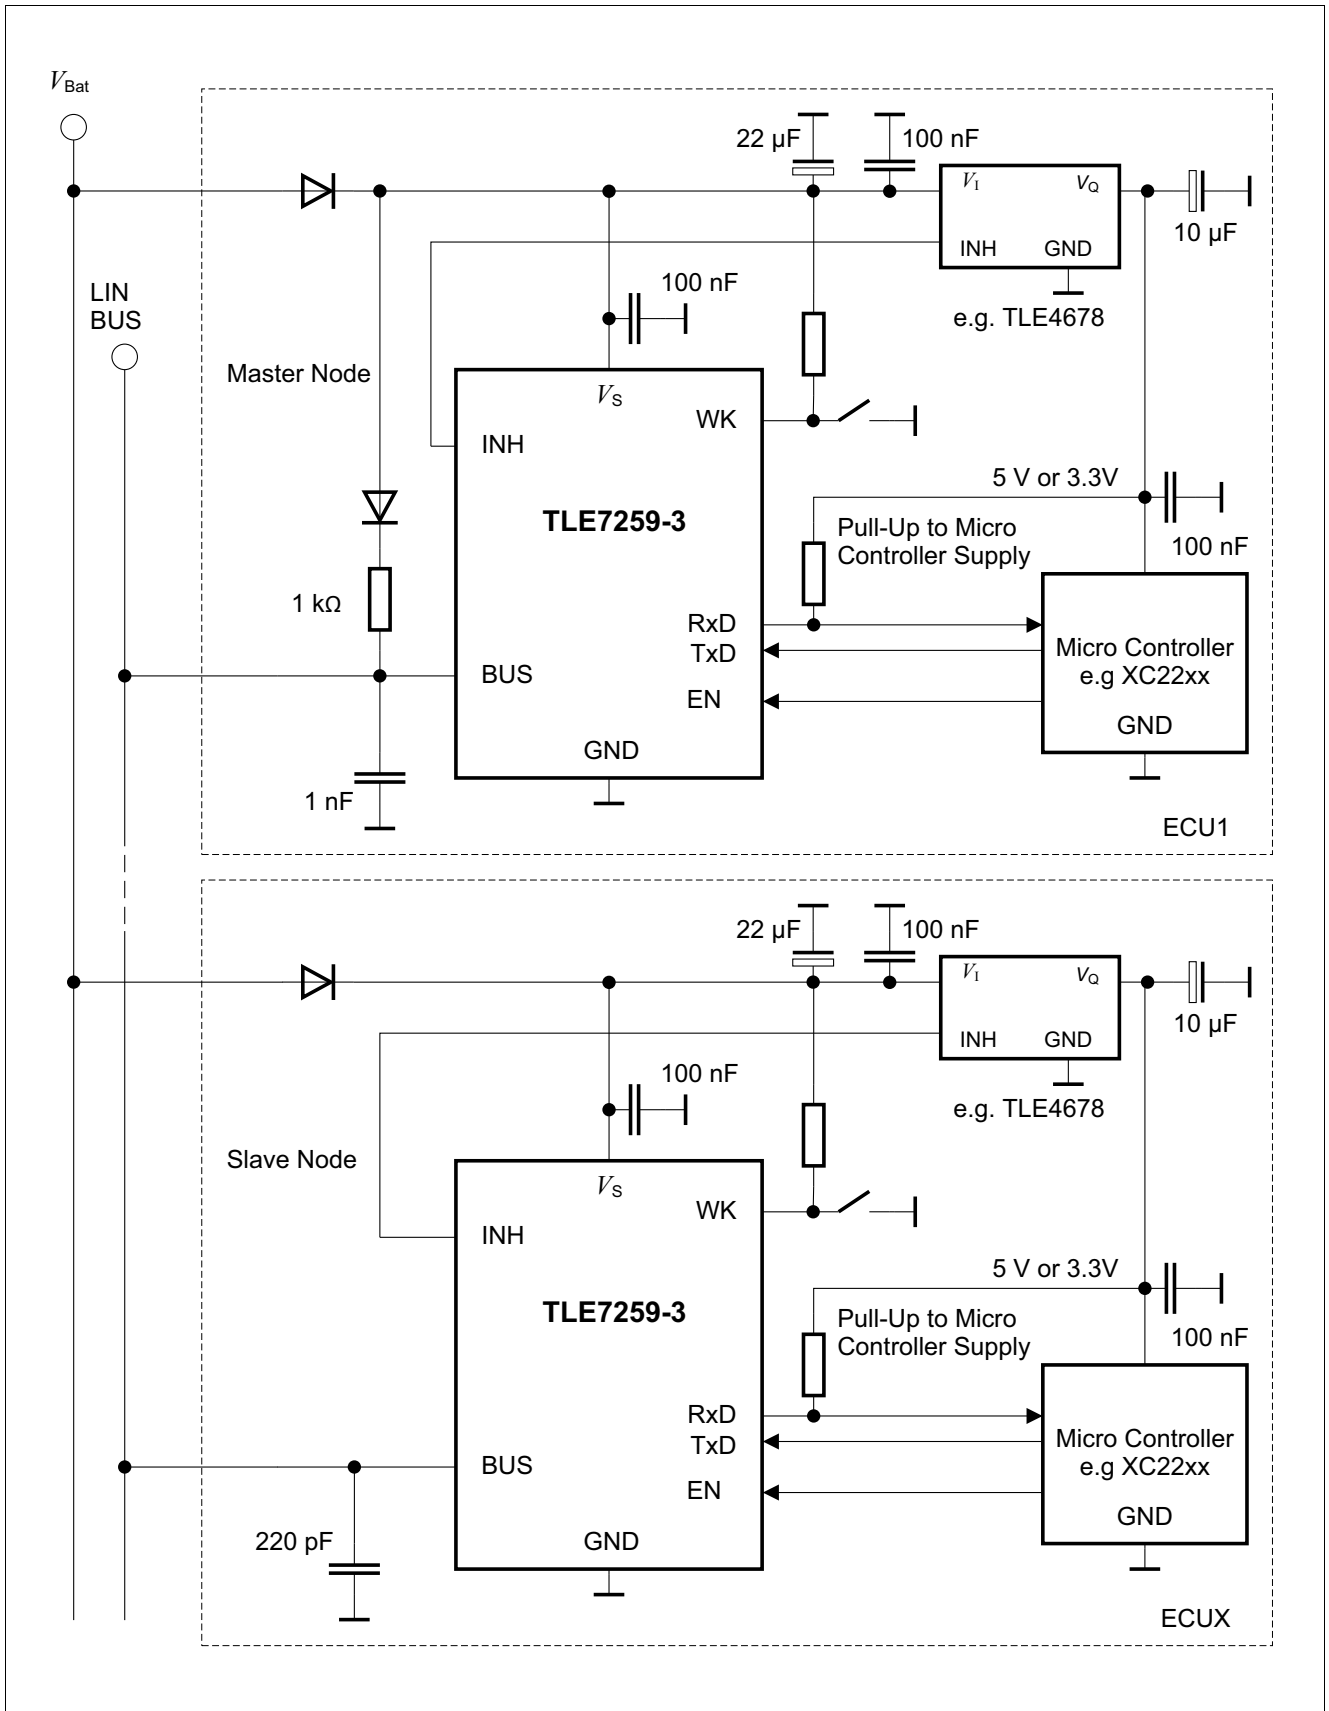 VBat
22 µF
100 nF
VI
VQ
10 µF
INH
GND
e.g. TLE4678
LIN
BUS
100 nF
Master Node
VS
WK
INH
5 V or 3.3V
TLE7259-3
Pull-Up to Micro
Controller Supply
100 nF
1 kΩ
RxD
TxD
Micro Controller
e.g XC22xx
BUS
EN
GND
GND
1 nF
ECU1
22 µF
100 nF
VI
VQ
10 µF
INH
GND
e.g. TLE4678
100 nF
Slave Node
VS
WK
INH
5 V or 3.3V
TLE7259-3
Pull-Up to Micro
Controller Supply
100 nF
RxD
TxD
Micro Controller
e.g XC22xx
BUS
EN
GND
GND
220 pF
ECUX